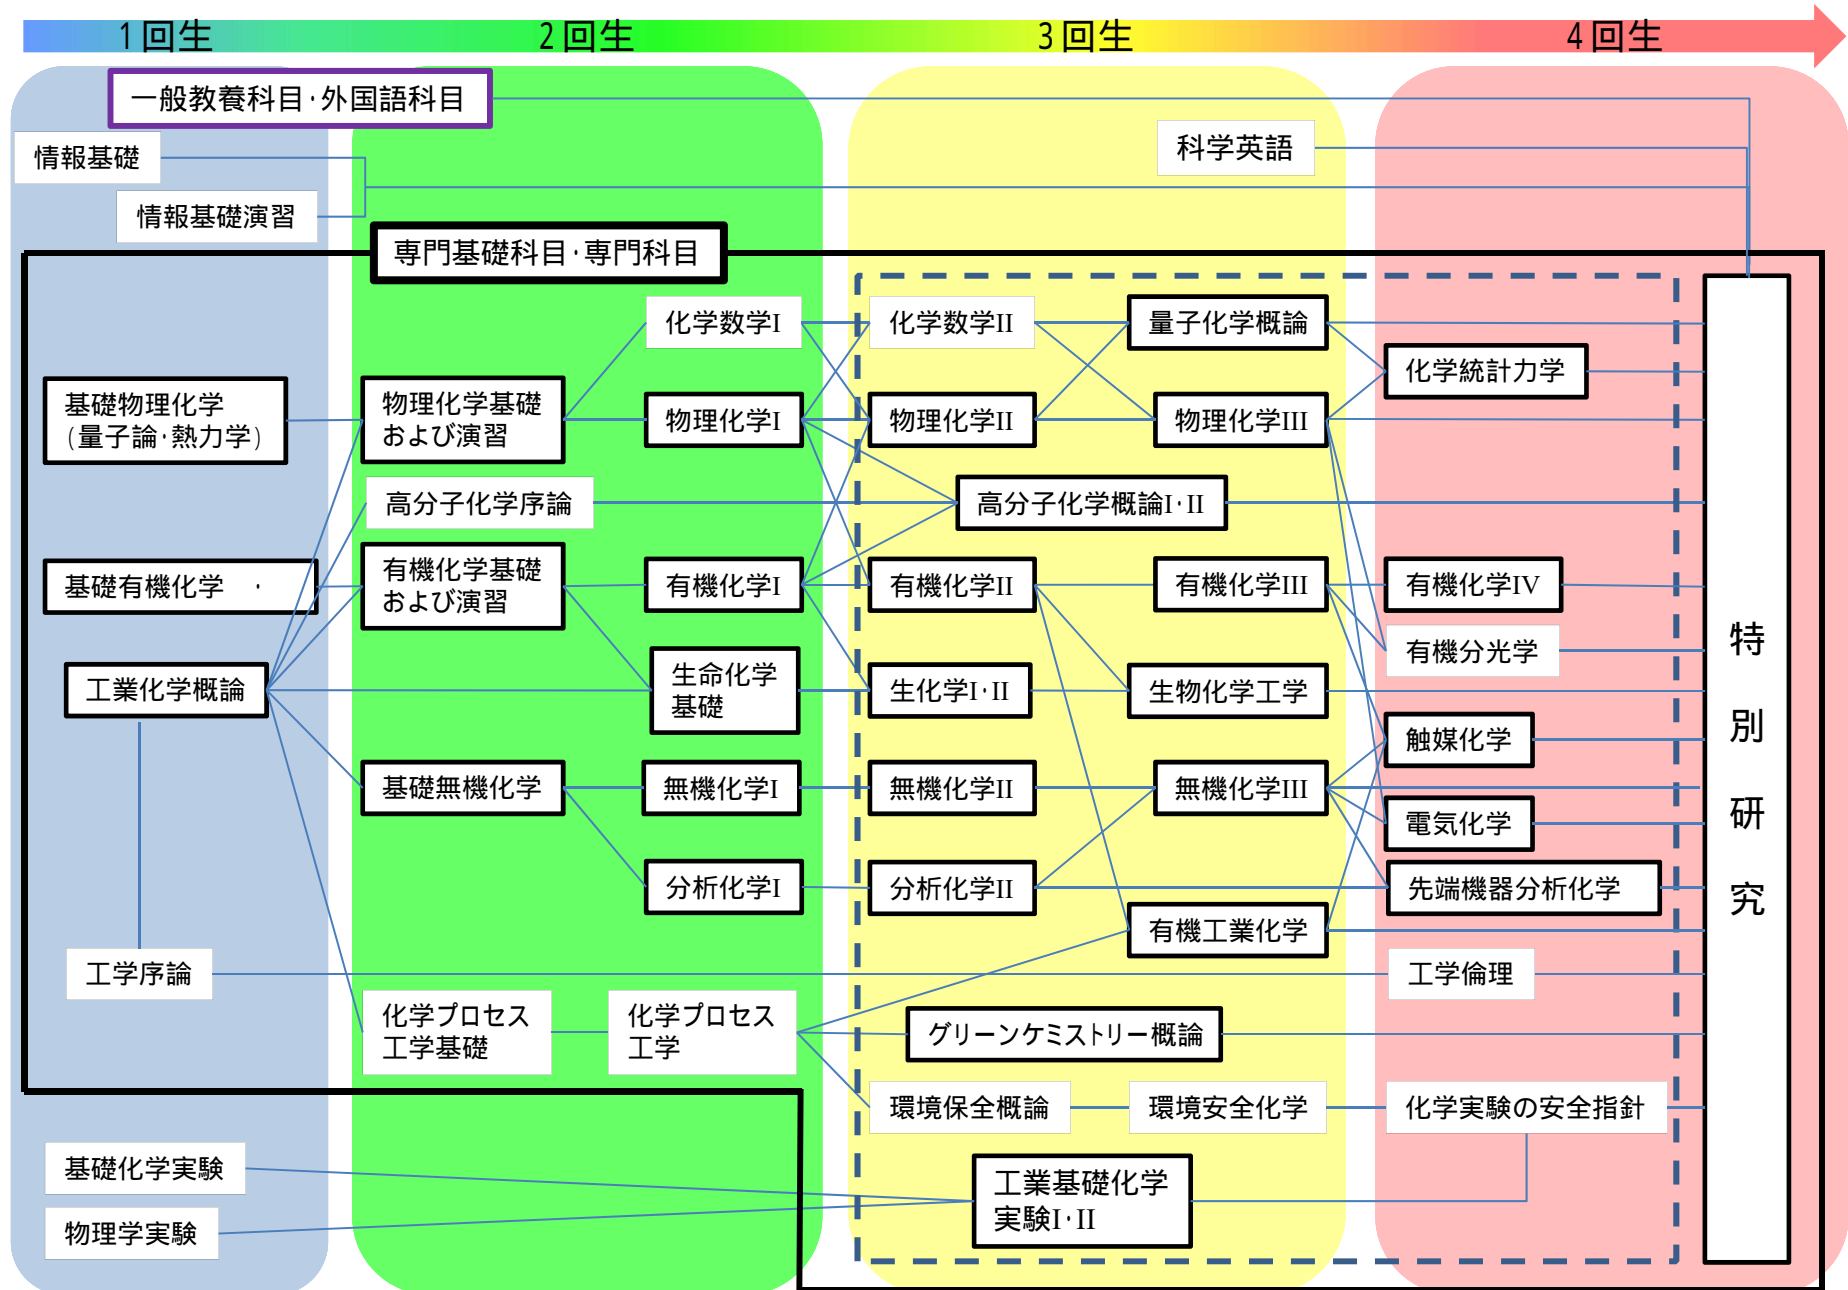 1回生
2回生
3回生
4回生
一般教養科目・外国語科目
情報基礎
科学英語
情報基礎演習
専門基礎科目・専門科目
化学数学I
化学数学II
量子化学概論
化学統計力学
基礎物理化学
(量子論・熱力学)
物理化学基礎
および演習
物理化学I
物理化学II
物理化学III
高分子化学序論
高分子化学概論I・II
基礎有機化学 ・
有機化学基礎
および演習
有機化学I
有機化学II
有機化学III
有機化学IV
有機分光学
工業化学概論
生命化学
基礎
生化学I・II
生物化学工学
触媒化学
基礎無機化学
無機化学I
無機化学II
無機化学III
電気化学
分析化学I
分析化学II
先端機器分析化学
有機工業化学
工学序論
工学倫理
化学プロセス
工学基礎
化学プロセス
工学
グリーンケミストリー概論
環境保全概論
環境安全化学
化学実験の安全指針
基礎化学実験
工業基礎化学
実験I・II
物理学実験
特
別
研
究